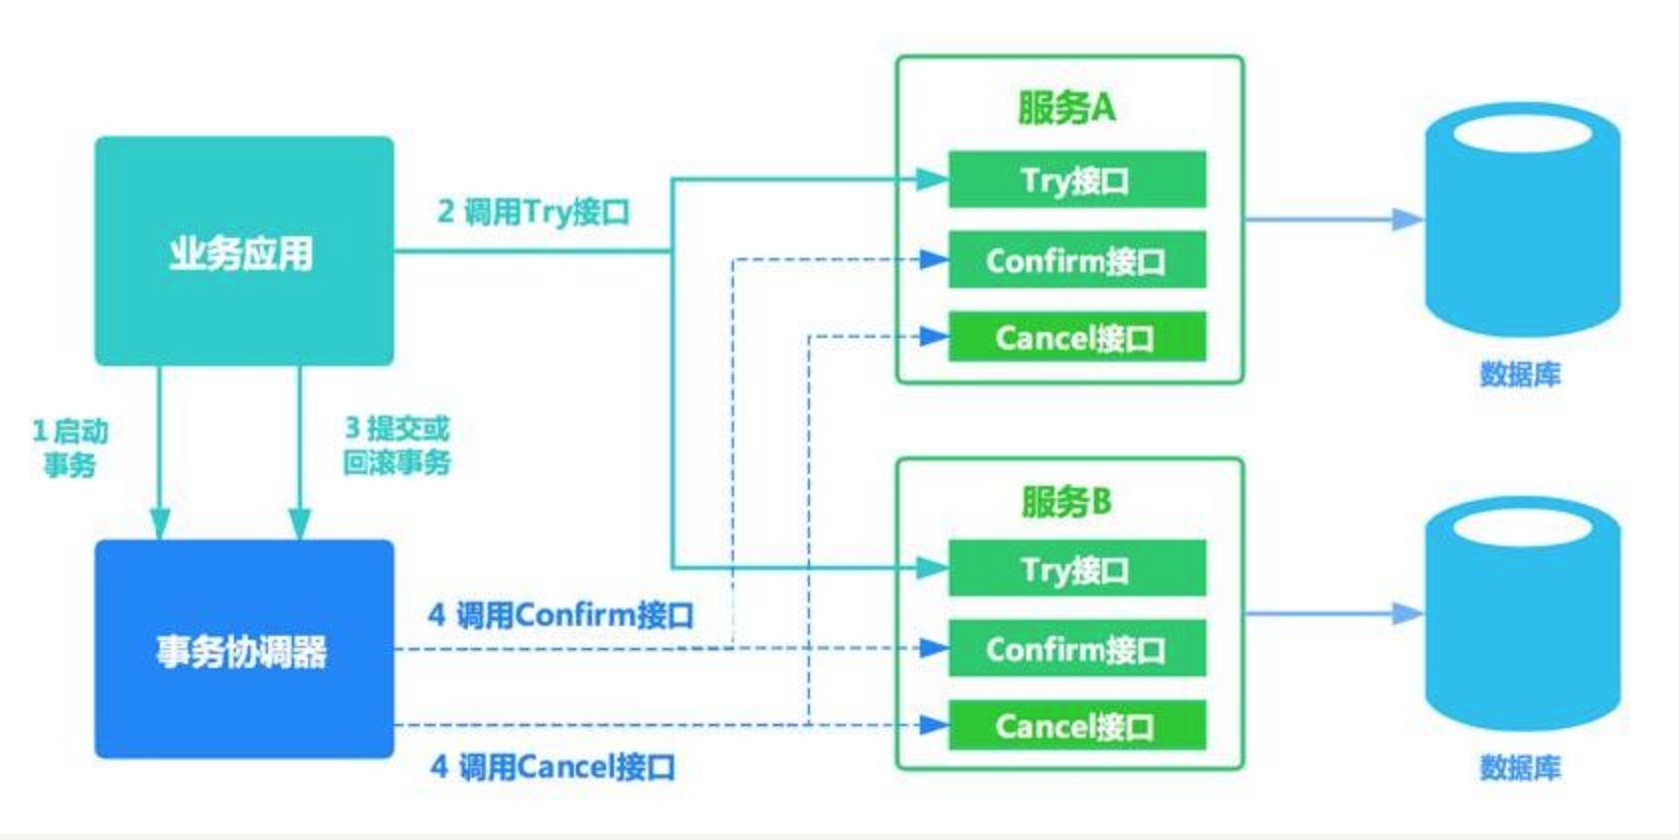 服务A
Try接口
2 调用Try接口
业务应用
Confirm接口
Cancel接口
数据库
1 启动
事务
3 提交或
回滚事务
服务B
Try接口
4 调用Confirm接口
事务协调器
Confirm接口
Cancel接口
4 调用Cancel接口
数据库